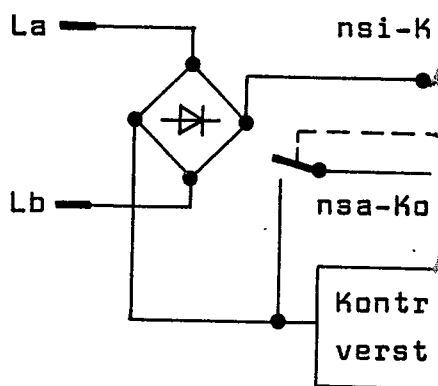 La
nsi-K
Lb
nsa-Ko
Kontr
verst